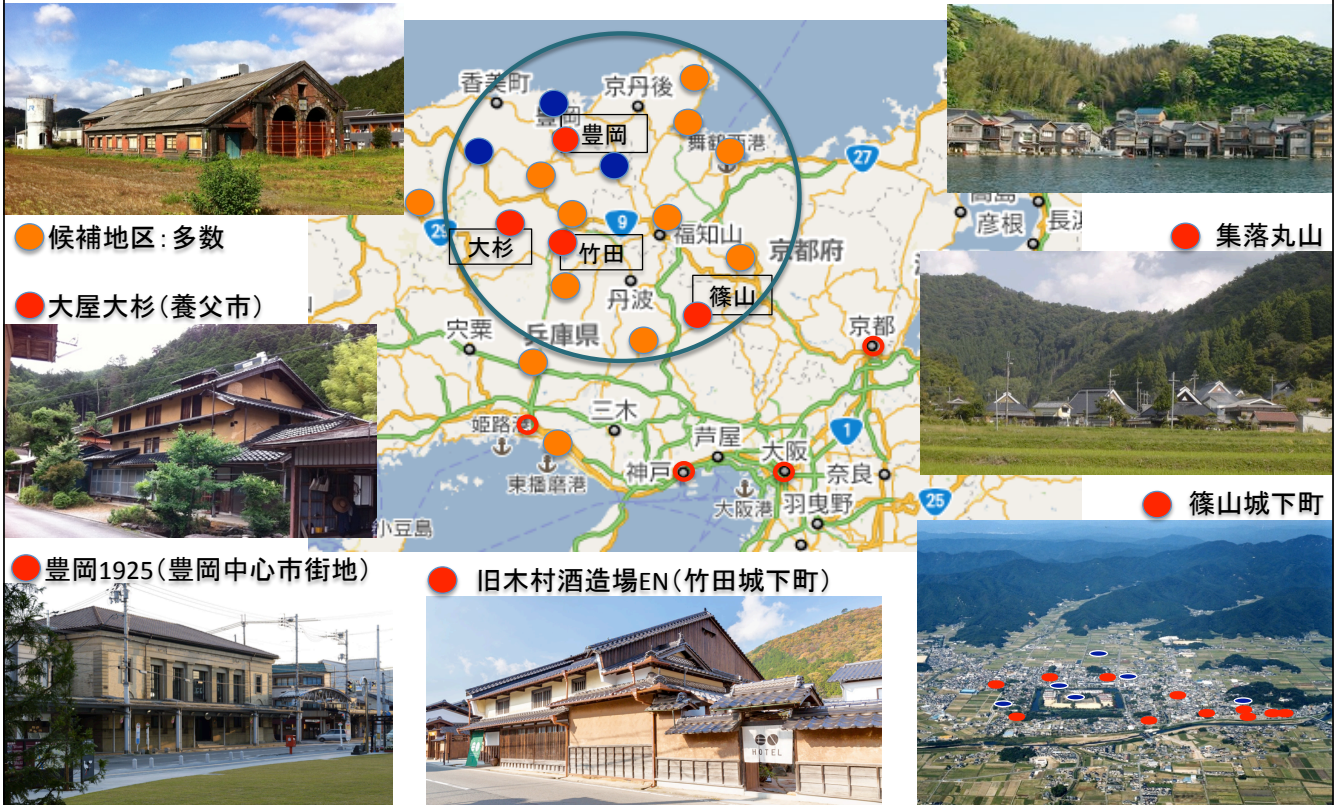 香美町
京丹後
豊岡
豊岡
舞鶴西港
27
9
29
福知山
大杉
竹田
京都府
丹波
篠山
彦根
宍粟
兵庫県
京都
三木
姫路港
芦屋
1
東播磨港
神戸
大阪
奈良
大阪港
羽曳野
25
小豆島
候補地区:多数
大屋大杉(養父市)
豊岡1925(豊岡中心市街地)
旧木村酒造場EN(竹田城下町)
EN
HOTEL
集落丸山
篠山城下町